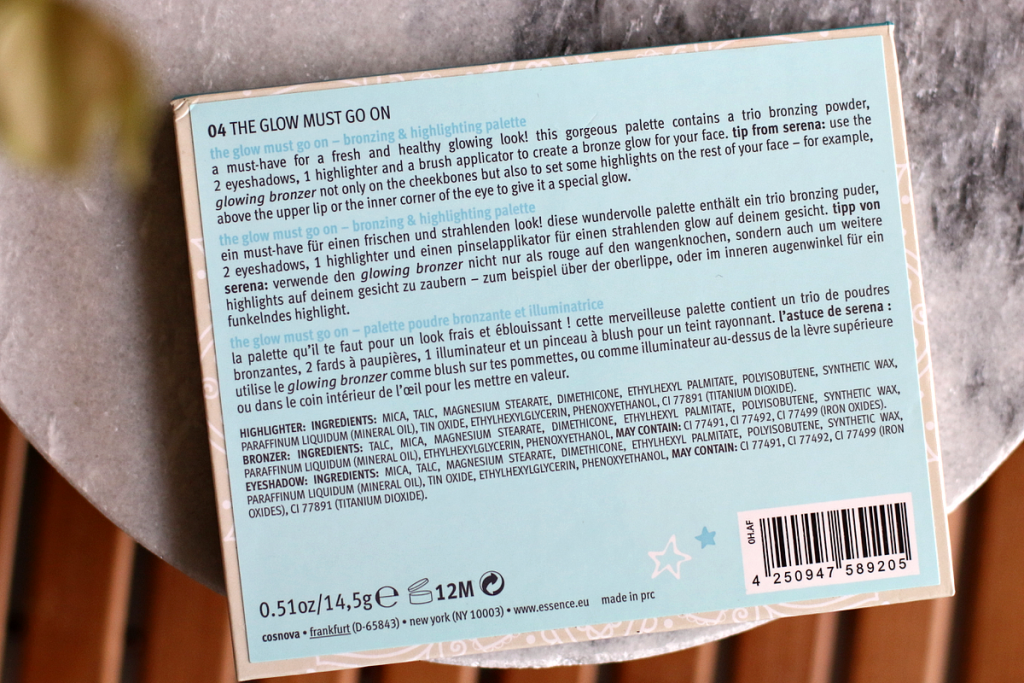 04 THE GLOW MUST GO ON
the glow must go on – bronzing & highlighting palette
a must-have for a fresh and healthy glowing look! this gorgeous palette contains a trio bronzing powder,
2 eyeshadows, 1 highlighter and a brush applicator to create a bronze glow for your face. tip from serena: use the
glowing bronzer not only on the cheekbones but also to set some highlights on the rest of your face – for example,
above the upper lip or the inner corner of the eye to give it a special glow.
the glow must go on – bronzing & highlighting palette
ein must-have für einen frischen und strahlenden look! diese wundervolle palette enthält ein trio bronzing puder,
2 eyeshadows, 1 highlighter und einen pinselapplikator für einen strahlenden glow auf deinem gesicht. tipp von
serena: verwende den glowing bronzer nicht nur als rouge auf den wangenknochen, sondern auch um weitere
highlights auf deinem gesicht zu zaubern – zum beispiel über der oberlippe, oder im inneren augenwinkel für ein
funkelndes highlight.
the glow must go on – palette poudre bronzante et illuminatrice
la palette qu'il te faut pour un look frais et éblouissant ! cette merveilleuse palette contient un trio de poudres
bronzantes, 2 fards à paupières, 1 illuminateur et un pinceau à blush pour un teint rayonnant. l'astuce de serena :
utilise le glowing bronzer comme blush sur tes pommettes, ou comme illuminateur au-dessus de la lèvre supérieure
ou dans le coin intérieur de l'œil pour les mettre en valeur.
HIGHLIGHTER: INGREDIENTS: MICA, TALC, MAGNESIUM STEARATE, DIMETHICONE, ETHYLHEXYL PALMITATE, POLYISOBUTENE, SYNTHETIC WAX,
PARAFFINUM LIQUIDUM (MINERAL OIL), TIN OXIDE, ETHYLHEXYLGLYCERIN, PHENOXYETHANOL, CI 77891 (TITANIUM DIOXIDE).
BRONZER: INGREDIENTS: TALC, MICA, MAGNESIUM STEARATE, DIMETHICONE, ETHYLHEXYL PALMITATE, POLYISOBUTENE, SYNTHETIC WAX,
PARAFFINUM LIQUIDUM (MINERAL OIL), ETHYLHEXYLGLYCERIN, PHENOXYETHANOL, MAY CONTAIN: CI 77491, CI 77492, CI 77499 (IRON OXIDES).
EYESHADOW: INGREDIENTS: MICA, TALC, MAGNESIUM STEARATE, DIMETHICONE, ETHYLHEXYL PALMITATE, POLYISOBUTENE, SYNTHETIC WAX,
PARAFFINUM LIQUIDUM (MINERAL OIL), TIN OXIDE, ETHYLHEXYLGLYCERIN, PHENOXYETHANOL, MAY CONTAIN: CI 77491, CI 77492, CI 77499 (IRON
OXIDES), CI 77891 (TITANIUM DIOXIDE).
0H.AF
4 250947 589205
0.51oz/14,5g e 12M
cosnova • frankfurt (D-65843) • new york (NY 10003) • www.essence.eu made in prc